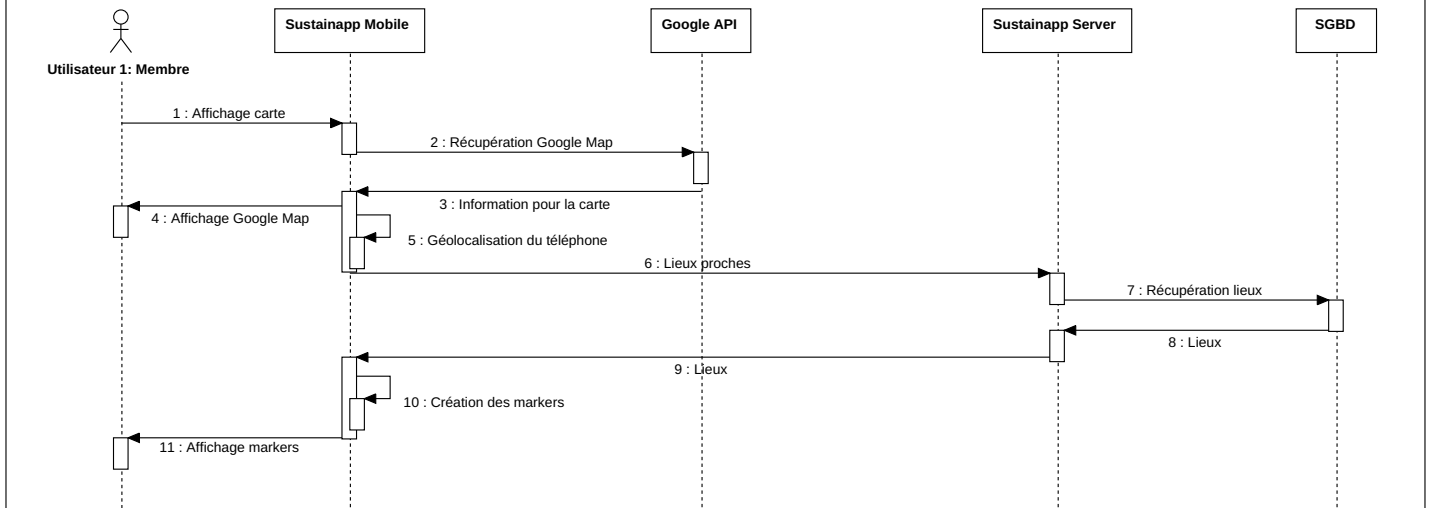 Sustainapp Mobile
Google API
Sustainapp Server
SGBD
Utilisateur 1: Membre
1 : Affichage carte
2 : Récupération Google Map
3 : Information pour la carte
4 : Affichage Google Map
5 : Géolocalisation du téléphone
6 : Lieux proches
7 : Récupération lieux
8 : Lieux
9 : Lieux
10 : Création des markers
11 : Affichage markers